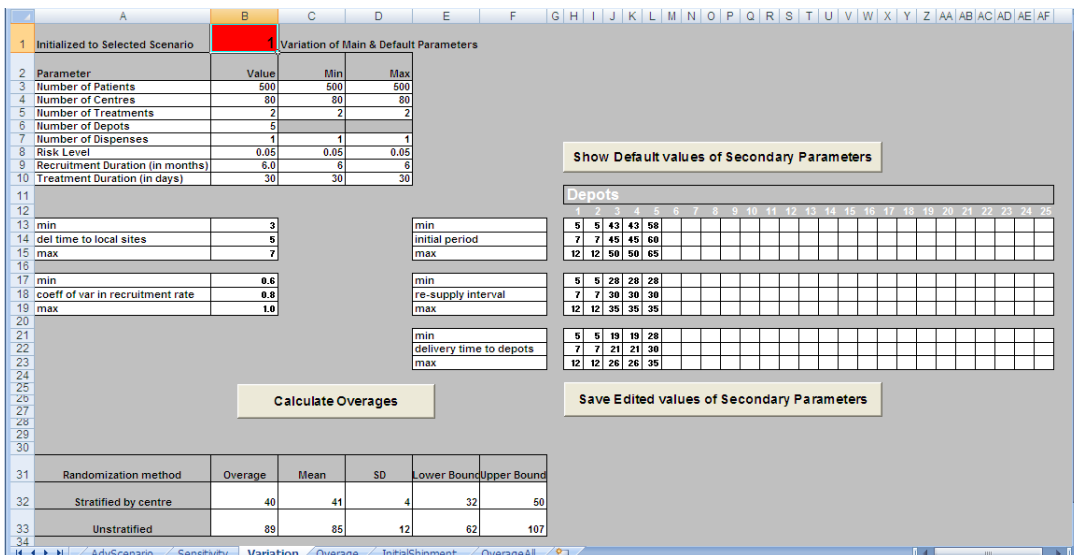 A B C D E F G H I J K L M N O P Q R S T U V W X Y Z AA AB AC AD AE AF
1 Initialized to Selected Scenario 1 Variation of Main & Default Parameters
2 Parameter Value Min Max
3 Number of Patients 500 500 500
4 Number of Centres 80 80 80
5 Number of Treatments 2 2 2
6 Number of Depots 5
7 Number of Dispenses 1 1 1
8 Risk Level 0.05 0.05 0.05
Show Default values of Secondary Parameters
9 Recruitment Duration (in months) 6.0 6 6
10 Treatment Duration (in days) 30 30 30
11 Depots
12 1 2 3 4 5 6 7 8 9 10 11 12 13 14 15 16 17 18 19 20 21 22 23 24 25
13 min 3 min 5 5 43 43 58
14 del time to local sites 5 initial period 7 7 45 45 60
15 max 7 max 12 12 50 50 65
16
17 min 0.6 min 5 5 28 28 28
18 coeff of var in recruitment rate 0.8 re-supply interval 7 7 30 30 30
19 max 1.0 max 12 12 35 35 35
20
21 min 5 5 19 19 28
22 delivery time to depots 7 7 21 21 30
23 max 12 12 26 26 35
24
25
26 Calculate Overages Save Edited values of Secondary Parameters
27
28
29
30
31 Randomization method Overage Mean SD Lower Bound Upper Bound
32 Stratified by centre 40 41 4 32 50
33 Unstratified 89 85 12 62 107
34
AdvScenario Sensitivity Variation Overage InitialShipment OverageAll